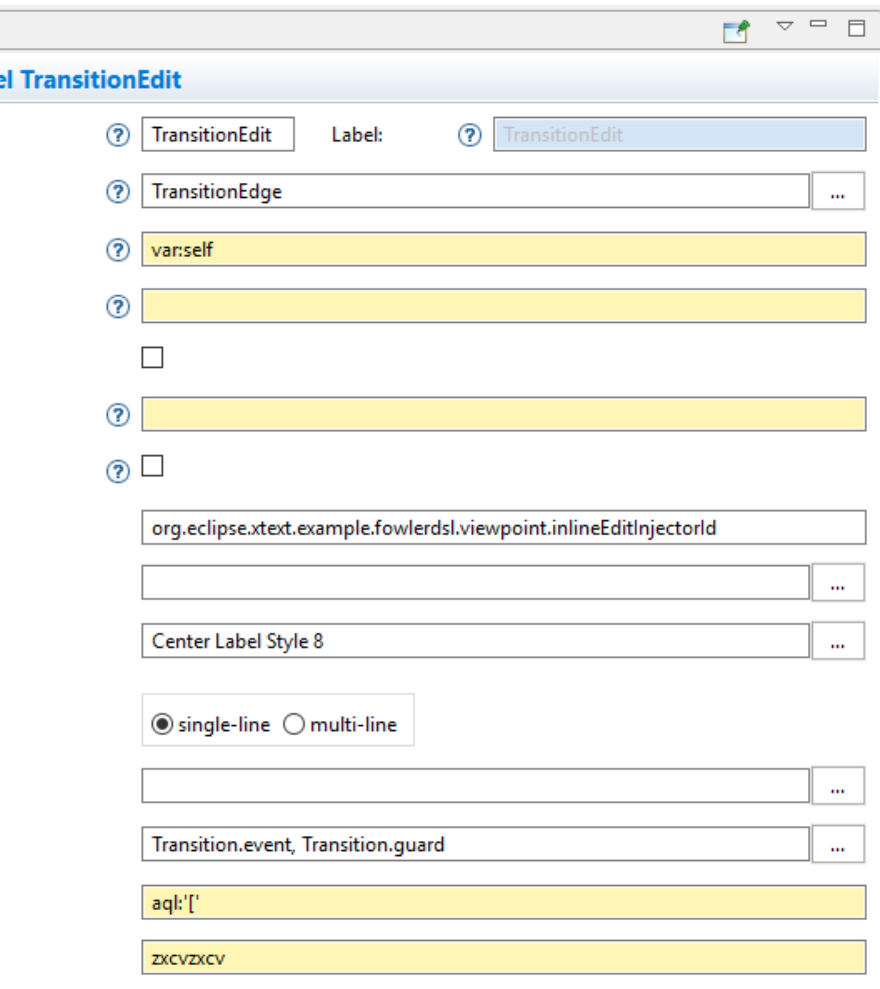 el TransitionEdit
TransitionEdit Label: TransitionEdit
TransitionEdge ...
var:self
org.eclipse.xtext.example.fowlerdsl.viewpoint.inlineEditInjectorId
...
Center Label Style 8 ...
single-line multi-line
...
Transition.event, Transition.guard ...
aql:'['
zxcvzxcv